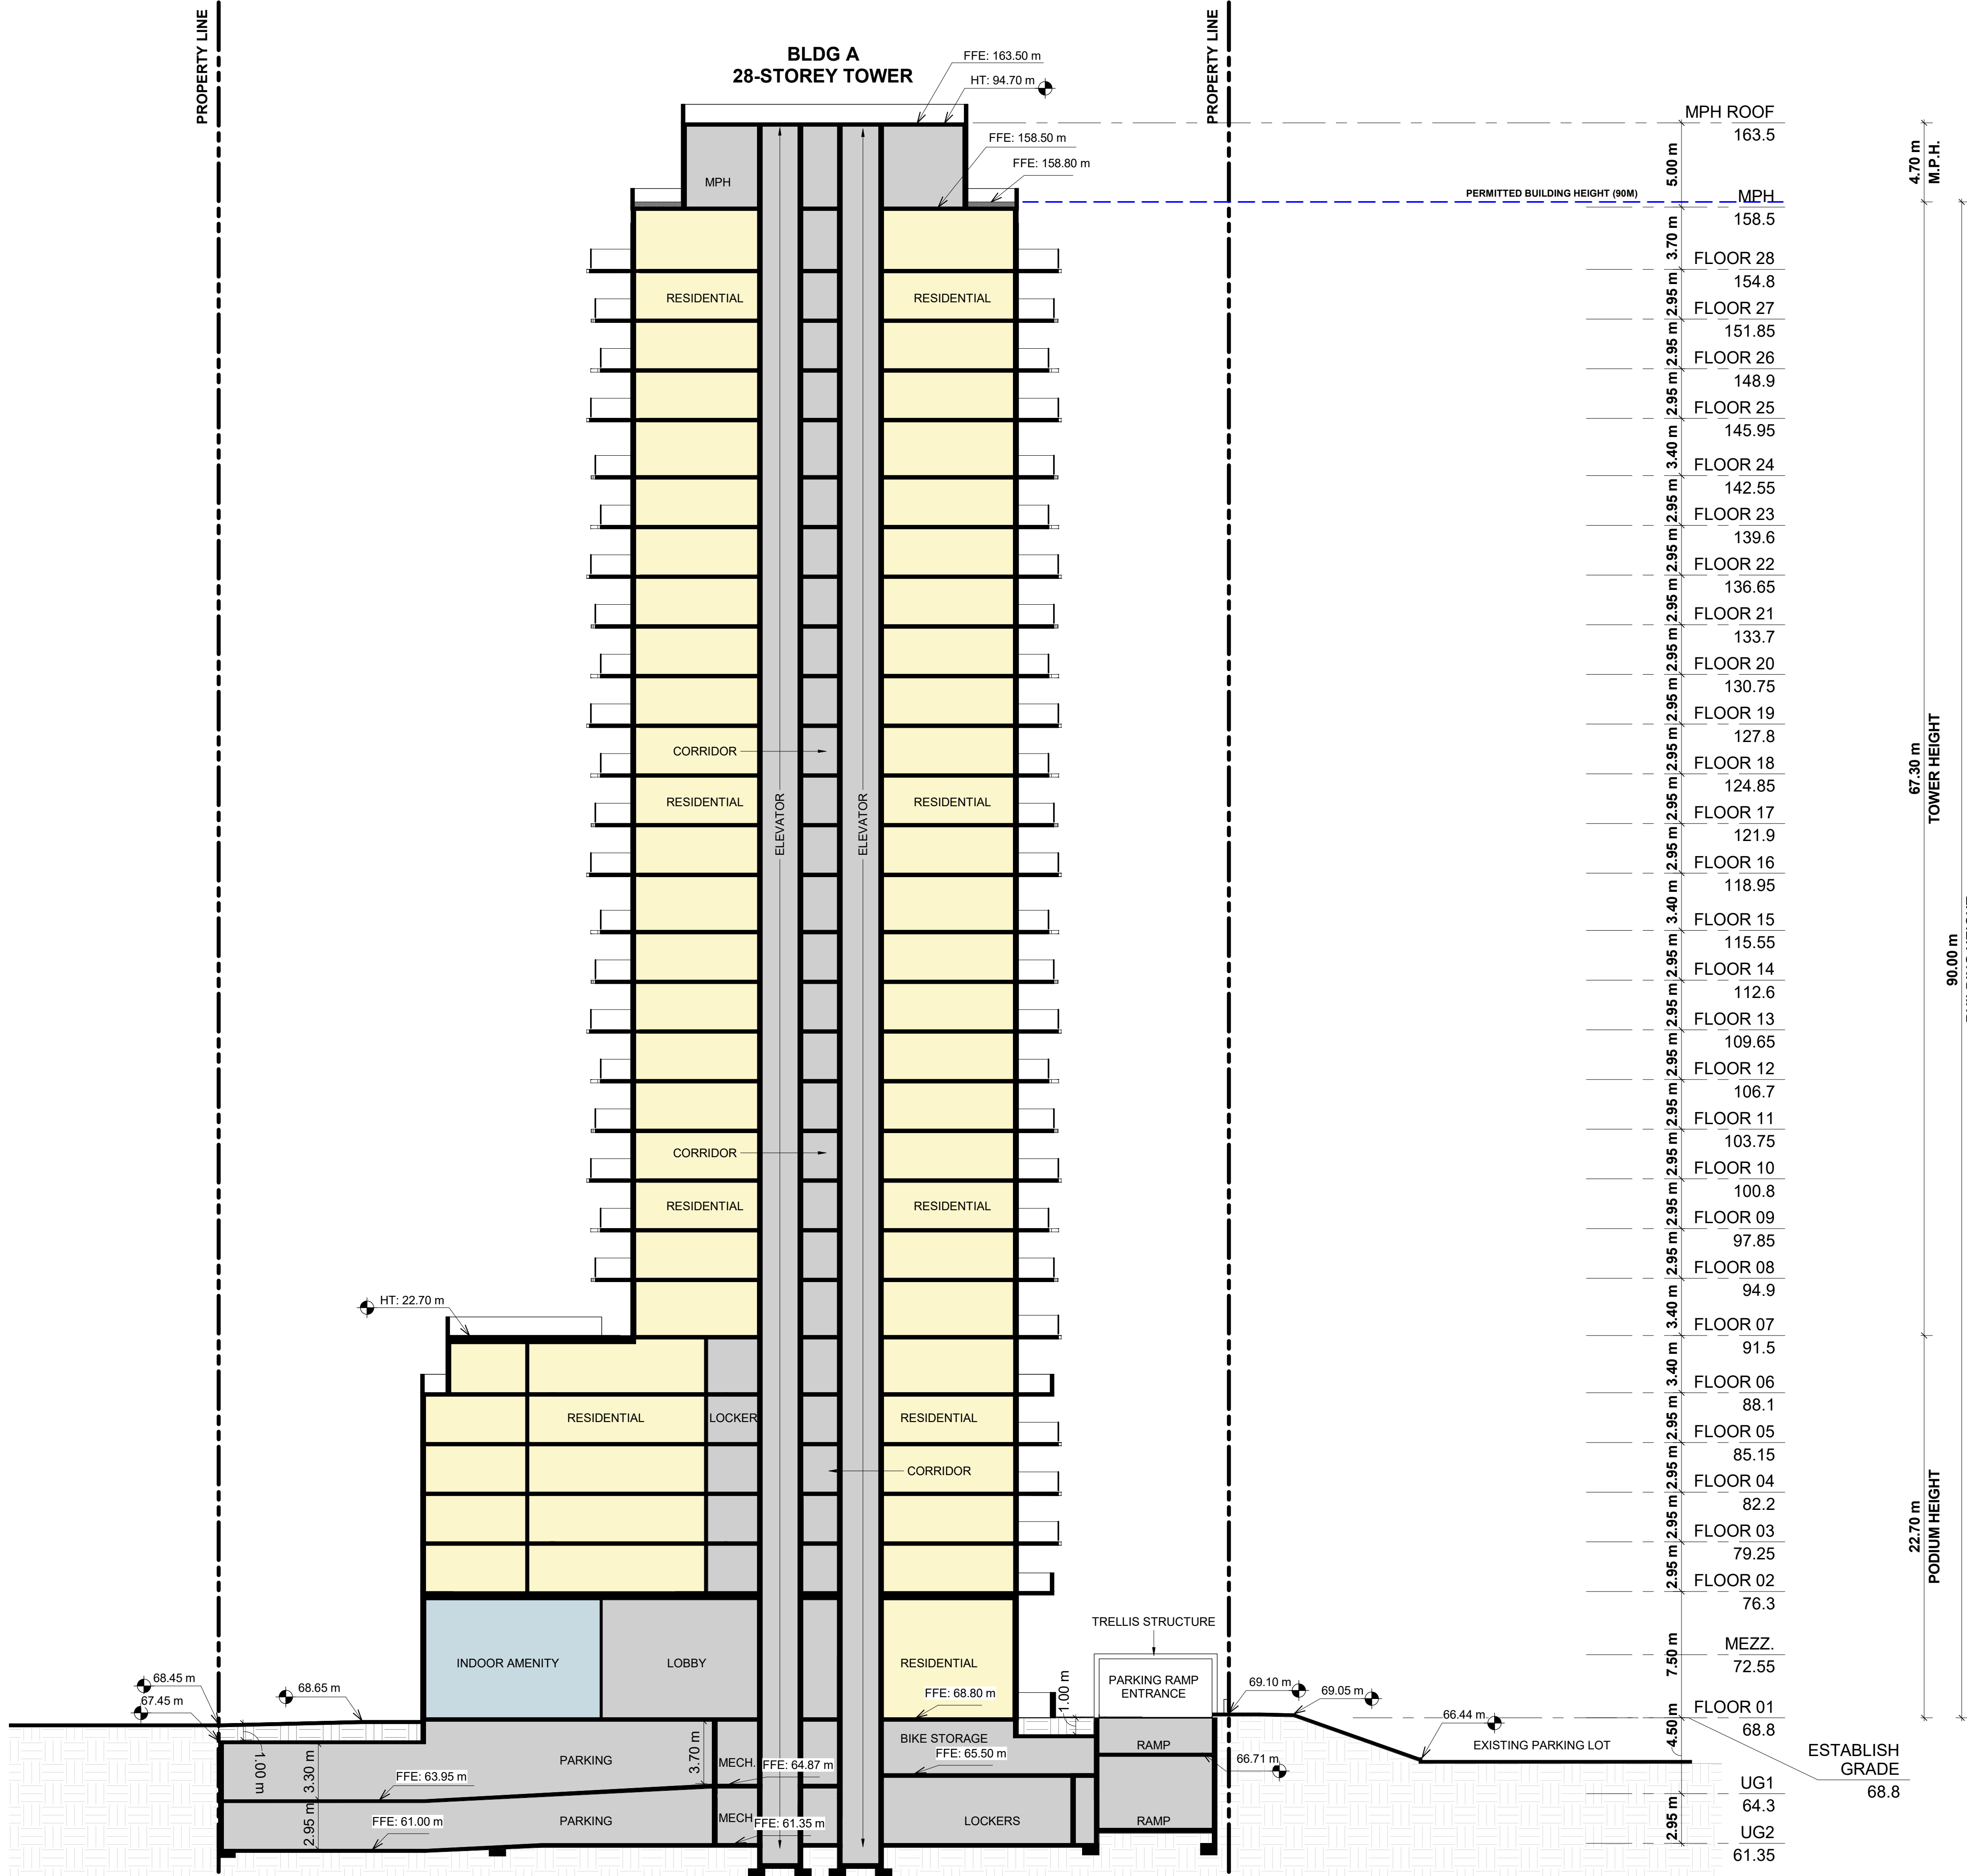 PROPERTY LINE
PROPERTY LINE
BLDG A
28-STOREY TOWER
FFE: 163.50 m
HT: 94.70 m
FFE: 158.50 m
FFE: 158.80 m
MPH
PERMITTED BUILDING HEIGHT (90M)
RESIDENTIAL
RESIDENTIAL
CORRIDOR
RESIDENTIAL
RESIDENTIAL
ELEVATOR
ELEVATOR
CORRIDOR
RESIDENTIAL
RESIDENTIAL
HT: 22.70 m
RESIDENTIAL
LOCKER
RESIDENTIAL
CORRIDOR
INDOOR AMENITY
LOBBY
RESIDENTIAL
FFE: 68.80 m
TRELLIS STRUCTURE
PARKING RAMP
ENTRANCE
1.00 m
68.45 m
67.45 m
68.65 m
69.10 m
69.05 m
66.44 m
EXISTING PARKING LOT
1.00 m
3.30 m
PARKING
3.70 m
MECH.
FFE: 64.87 m
BIKE STORAGE
FFE: 65.50 m
RAMP
66.71 m
FFE: 63.95 m
2.95 m
FFE: 61.00 m
PARKING
MECH.
FFE: 61.35 m
LOCKERS
RAMP
MPH ROOF
163.5
5.00 m
MPH
158.5
3.70 m
FLOOR 28
154.8
2.95 m
FLOOR 27
151.85
2.95 m
FLOOR 26
148.9
2.95 m
FLOOR 25
145.95
3.40 m
FLOOR 24
142.55
2.95 m
FLOOR 23
139.6
2.95 m
FLOOR 22
136.65
2.95 m
FLOOR 21
133.7
2.95 m
FLOOR 20
130.75
2.95 m
FLOOR 19
127.8
2.95 m
FLOOR 18
124.85
2.95 m
FLOOR 17
121.9
2.95 m
FLOOR 16
118.95
3.40 m
FLOOR 15
115.55
2.95 m
FLOOR 14
112.6
2.95 m
FLOOR 13
109.65
2.95 m
FLOOR 12
106.7
2.95 m
FLOOR 11
103.75
2.95 m
FLOOR 10
100.8
2.95 m
FLOOR 09
97.85
2.95 m
FLOOR 08
94.9
3.40 m
FLOOR 07
91.5
3.40 m
FLOOR 06
88.1
2.95 m
FLOOR 05
85.15
2.95 m
FLOOR 04
82.2
2.95 m
FLOOR 03
79.25
2.95 m
FLOOR 02
76.3
7.50 m
MEZZ.
72.55
FLOOR 01
68.8
4.50 m
UG1
64.3
2.95 m
UG2
61.35
ESTABLISH
GRADE
68.8
4.70 m
M.P.H.
67.30 m
TOWER HEIGHT
22.70 m
PODIUM HEIGHT
90.00 m